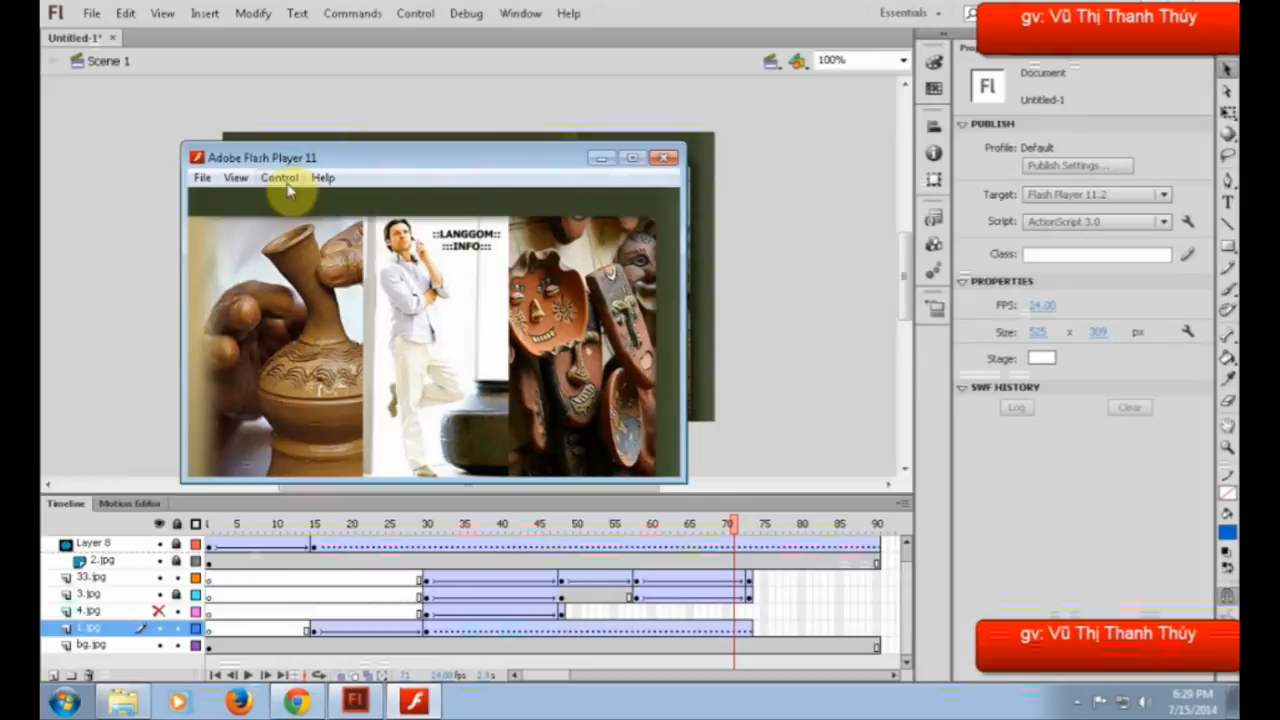 Fl File Edit View Insert Modify Text Commands Control Debug Window Help
Essentials
gv: Vũ Thị Thanh Thúy
Untitled-1* ×
Scene 1
100%
Adobe Flash Player 11
File View Control Help
::LANGGOM::
:::INFO:::
Fl
Document
Untitled-1
PUBLISH
Profile: Default
Publish Settings...
Target: Flash Player 11.2
Script: ActionScript 3.0
Class:
PROPERTIES
FPS: 24.00
Size: 525 x 309 px
Stage:
SWF HISTORY
Log Clear
Timeline Motion Editor
1 5 10 15 20 25 30 35 40 45 50 55 60 65 70 75 80 85 90
Layer 8
2.jpg
33.jpg
3.jpg
4.jpg
1.jpg
bg.jpg
71 24.00 fps 2.9 s
gv: Vũ Thị Thanh Thúy
Fl
6:29 PM
7/15/2014